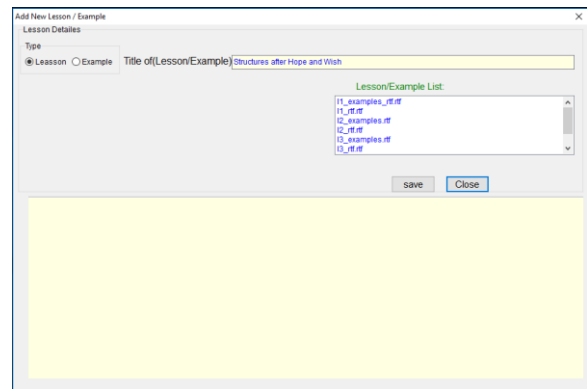 Add New Lesson / Example
Lesson Detailes
Type
Leasson Example
Title of(Lesson/Example) Structures after Hope and Wish
Lesson/Example List:
l1_examples_rtf.rtf
l1_rtf.rtf
l2_examples.rtf
l2_rtf.rtf
l3_examples.rtf
l3_rtf.rtf
save Close